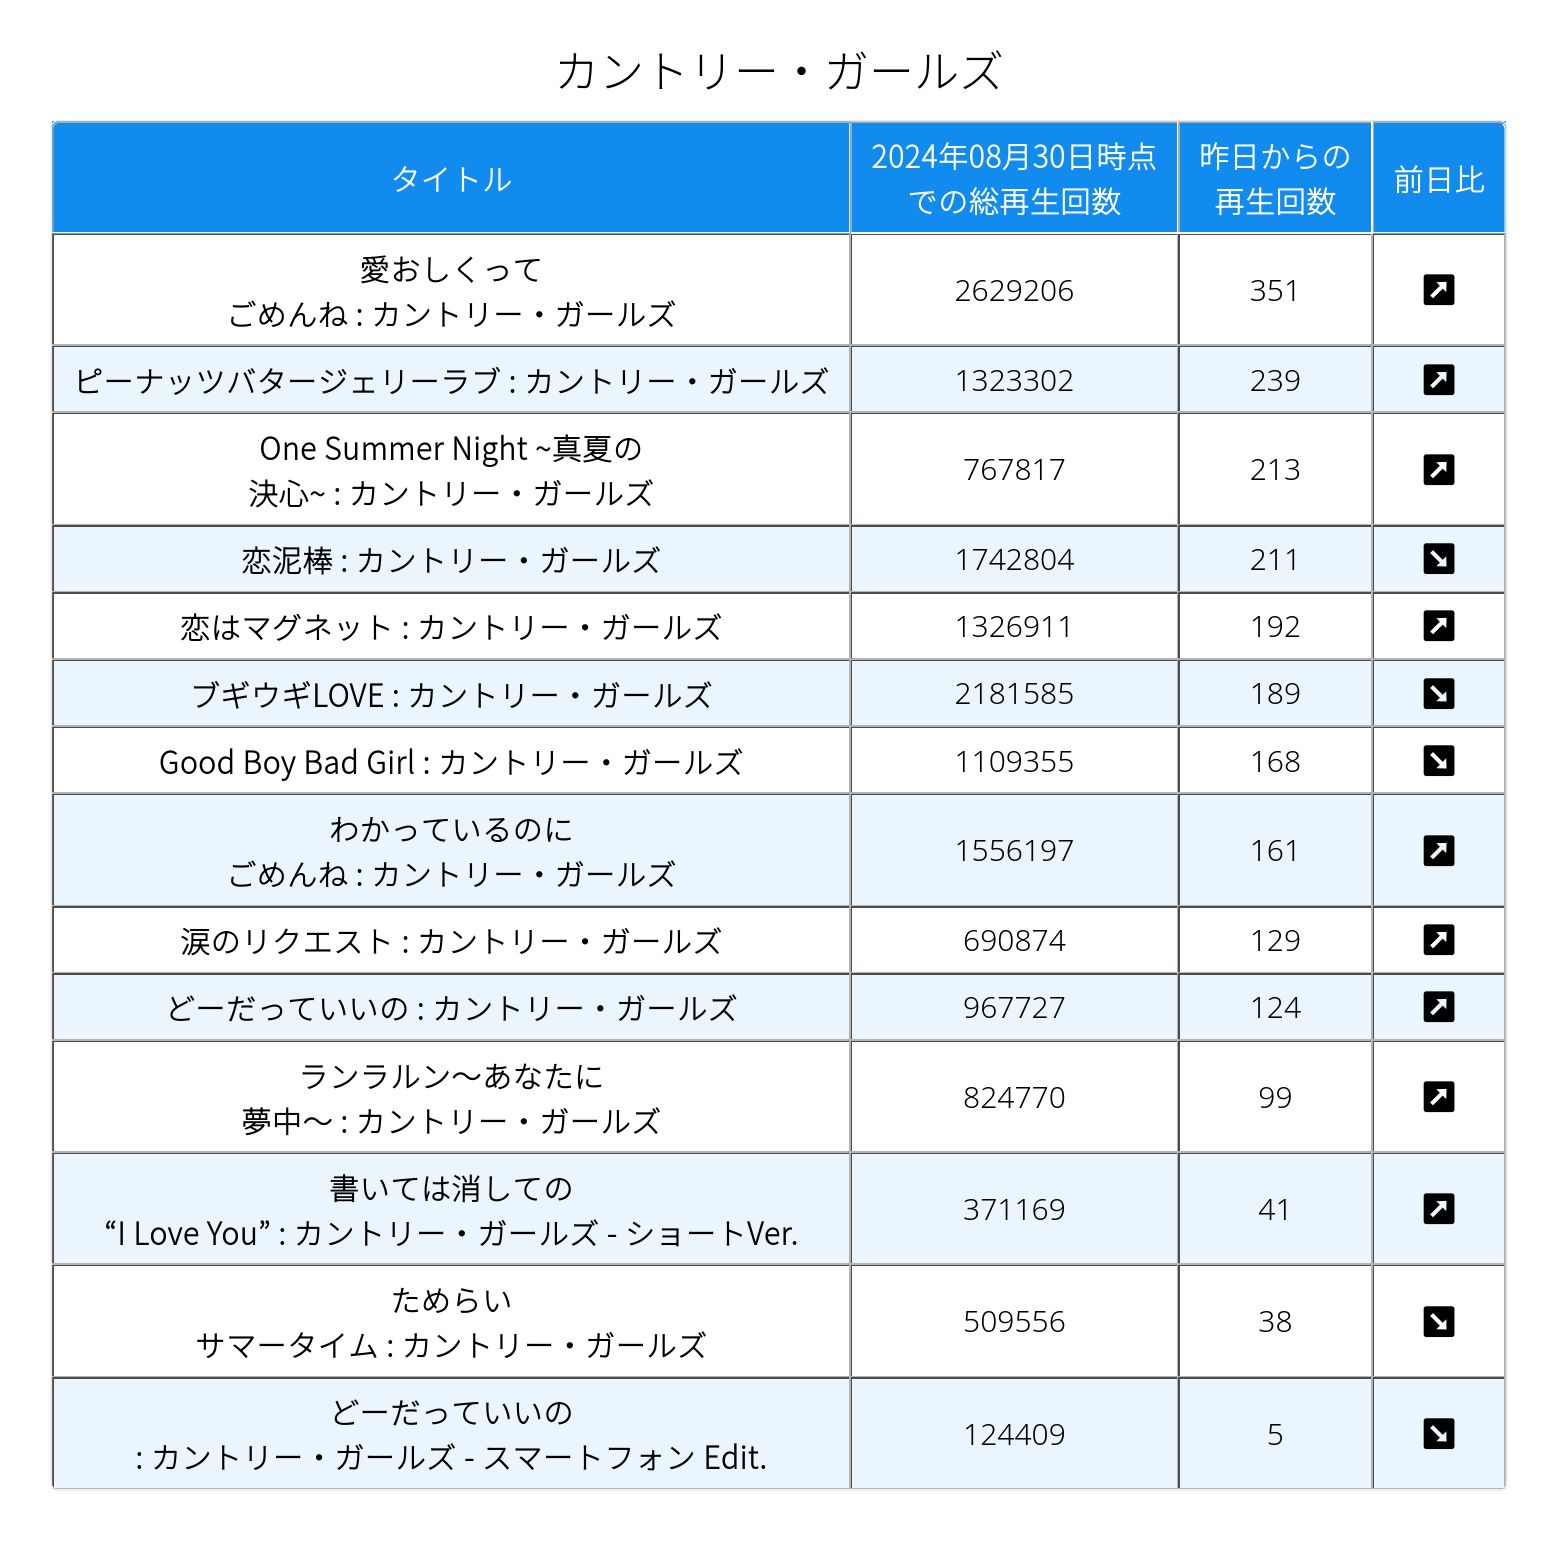 カントリー・ガールズ
タイトル
2024年08月30日時点
での総再生回数
昨日からの
再生回数
前日比
愛おしくって
ごめんね : カントリー・ガールズ
2629206
351
ピーナッツバタージェリーラブ : カントリー・ガールズ
1323302
239
One Summer Night ~真夏の
決心~ : カントリー・ガールズ
767817
213
恋泥棒 : カントリー・ガールズ
1742804
211
恋はマグネット : カントリー・ガールズ
1326911
192
ブギウギLOVE : カントリー・ガールズ
2181585
189
Good Boy Bad Girl : カントリー・ガールズ
1109355
168
わかっているのに
ごめんね : カントリー・ガールズ
1556197
161
涙のリクエスト : カントリー・ガールズ
690874
129
どーだっていいの : カントリー・ガールズ
967727
124
ランラルン～あなたに
夢中～ : カントリー・ガールズ
824770
99
書いては消しての
“I Love You” : カントリー・ガールズ - ショートVer.
371169
41
ためらい
サマータイム : カントリー・ガールズ
509556
38
どーだっていいの
: カントリー・ガールズ - スマートフォン Edit.
124409
5